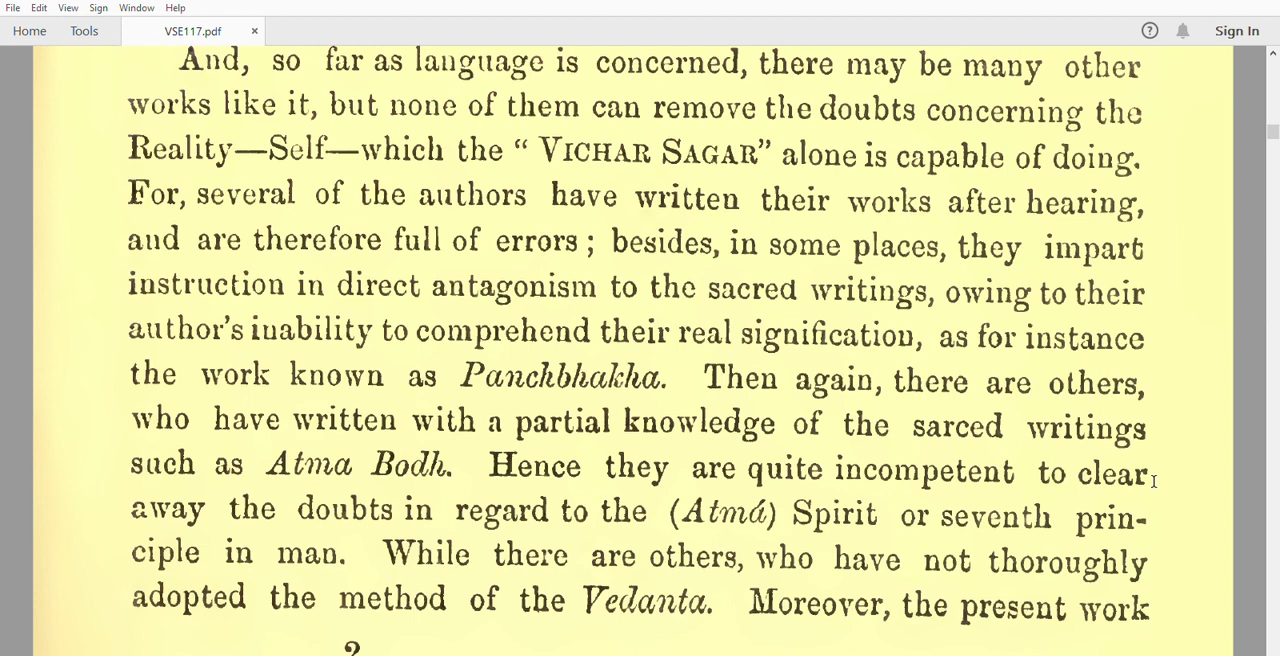 File Edit View Sign Window Help
Home Tools VSE117.pdf × ? Sign In
And, so far as language is concerned, there may be many other
works like it, but none of them can remove the doubts concerning the
Reality—Self—which the “ VICHAR SAGAR” alone is capable of doing.
For, several of the authors have written their works after hearing,
and are therefore full of errors ; besides, in some places, they impart
instruction in direct antagonism to the sacred writings, owing to their
author’s inability to comprehend their real signification, as for instance
the work known as Panchbhakha. Then again, there are others,
who have written with a partial knowledge of the sarced writings
such as Atma Bodh. Hence they are quite incompetent to clear
away the doubts in regard to the (Atmá) Spirit or seventh prin-
ciple in man. While there are others, who have not thoroughly
adopted the method of the Vedanta. Moreover, the present work
2